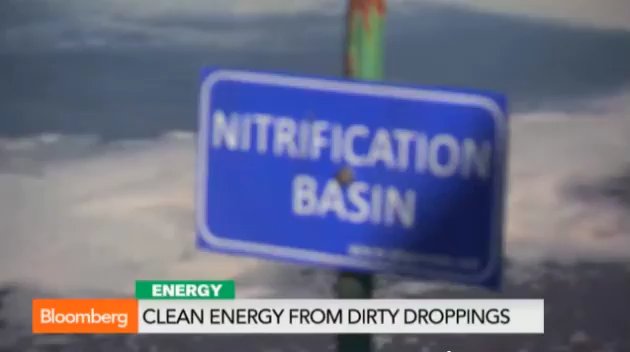 NITRIFICATION
BASIN
ENERGY
Bloomberg
CLEAN ENERGY FROM DIRTY DROPPINGS